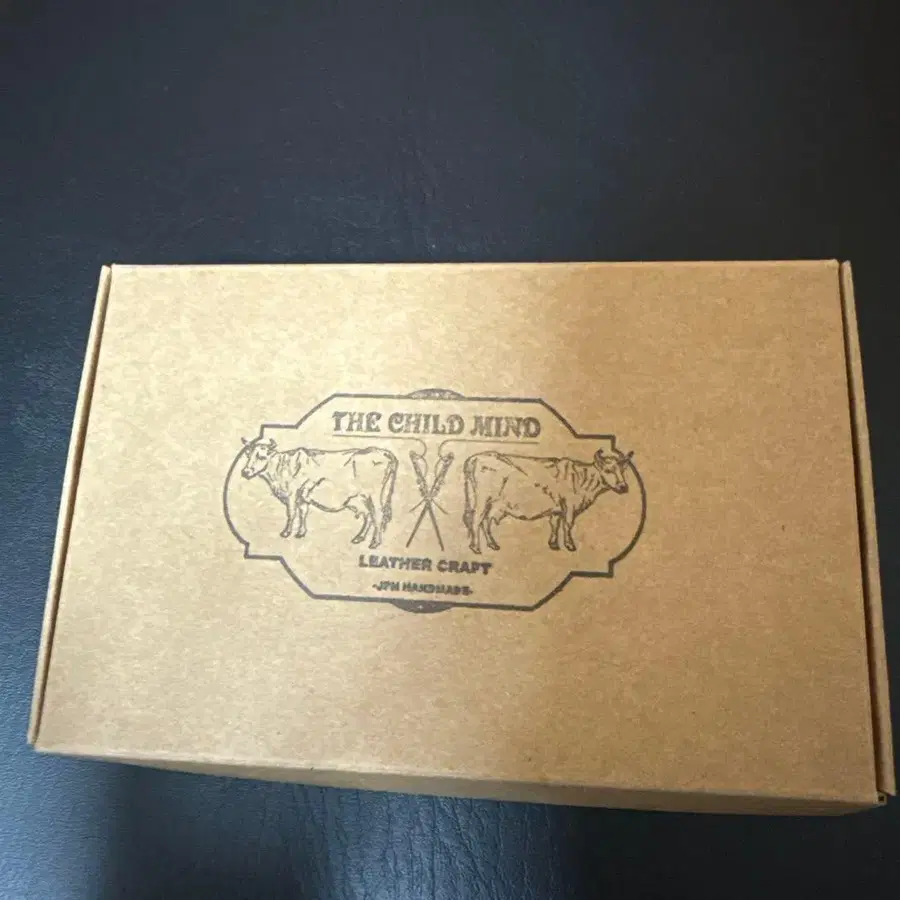 THE CHILD MIND
LEATHER CRAFT
-JPN HANDMADE-